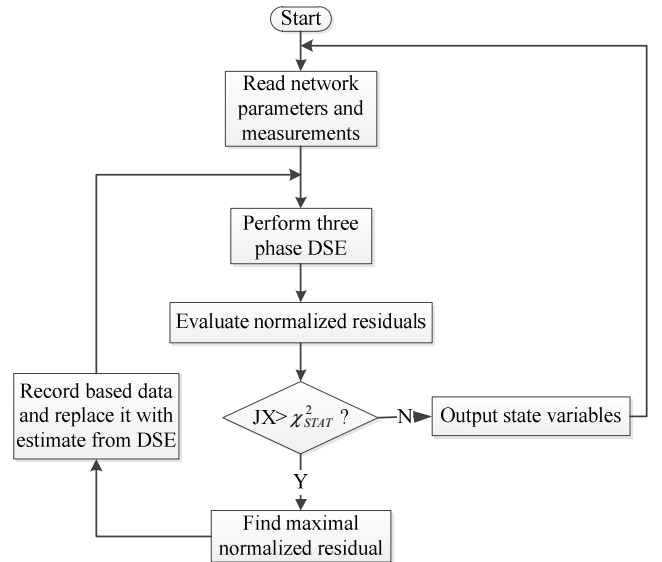 Start
Read network
parameters and
measurements
Perform three
phase DSE
Evaluate normalized residuals
JX> χ²_STAT ?
N
Output state variables
Record based data
and replace it with
estimate from DSE
Y
Find maximal
normalized residual